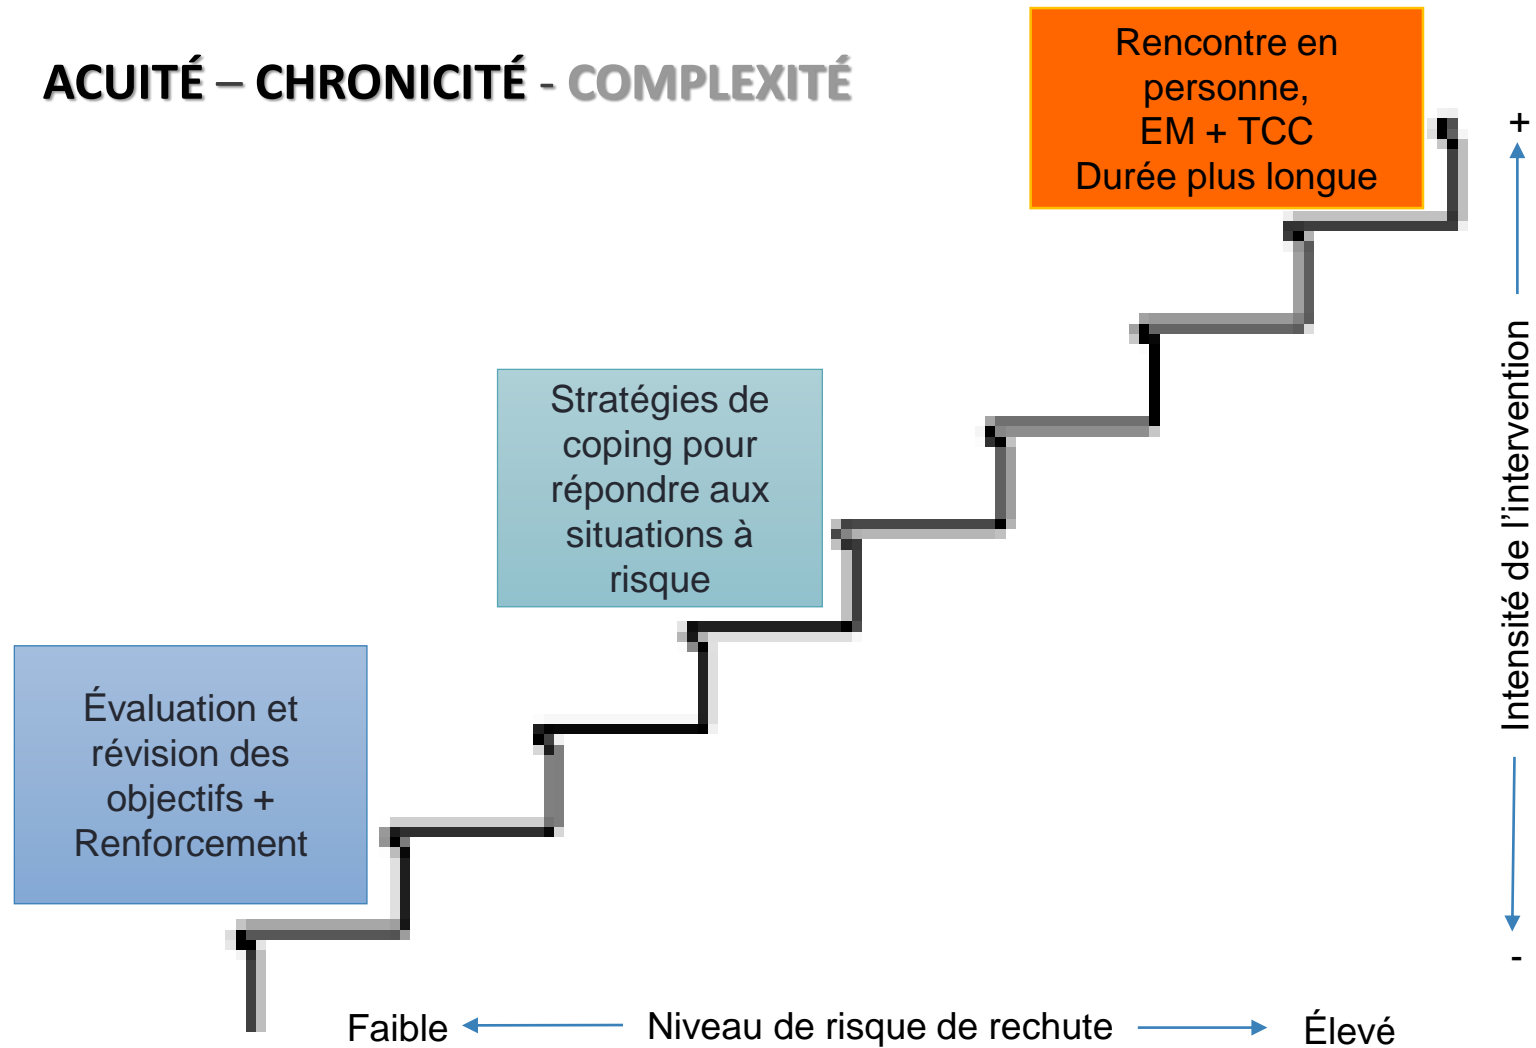 ACUITÉ – CHRONICITÉ - COMPLEXITÉ
Rencontre en
personne,
EM + TCC
Durée plus longue
+
Intensité de l'intervention
-
Stratégies de
coping pour
répondre aux
situations à
risque
Évaluation et
révision des
objectifs +
Renforcement
Faible
Niveau de risque de rechute
Élevé